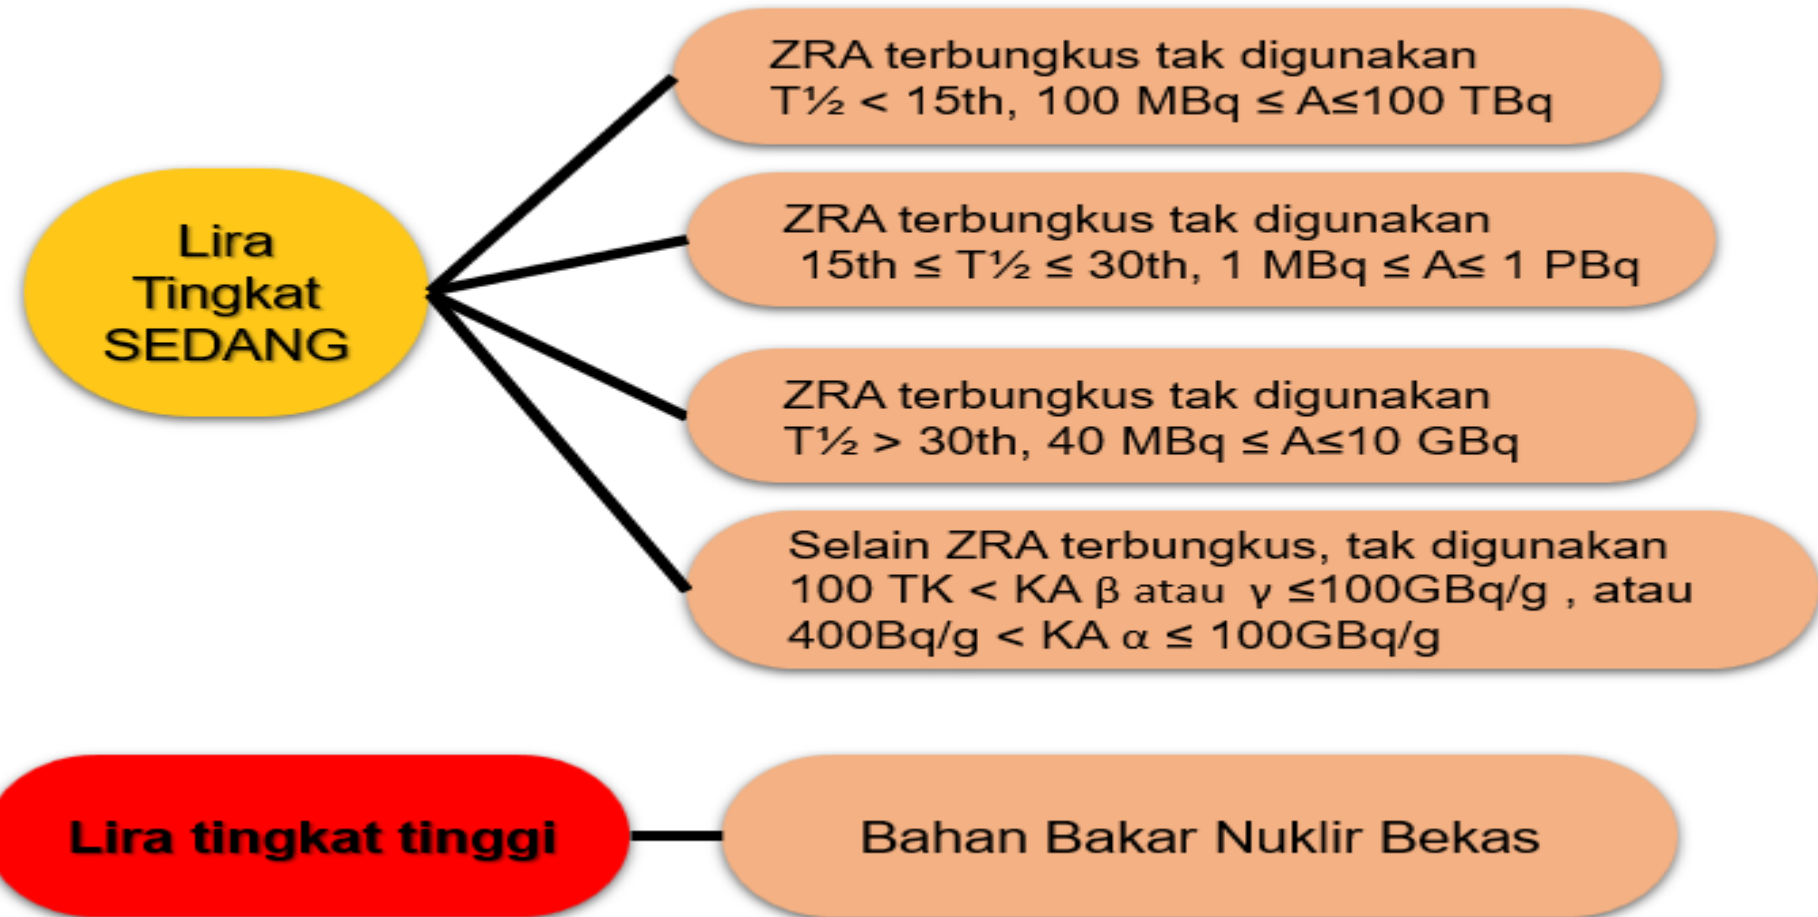 Lira
Tingkat
SEDANG
ZRA terbungkus tak digunakan
T½ < 15th, 100 MBq ≤ A≤100 TBq
ZRA terbungkus tak digunakan
15th ≤ T½ ≤ 30th, 1 MBq ≤ A≤ 1 PBq
ZRA terbungkus tak digunakan
T½ > 30th, 40 MBq ≤ A≤10 GBq
Selain ZRA terbungkus, tak digunakan
100 TK < KA β atau γ ≤100GBq/g , atau
400Bq/g < KA α ≤ 100GBq/g
Lira tingkat tinggi
Bahan Bakar Nuklir Bekas